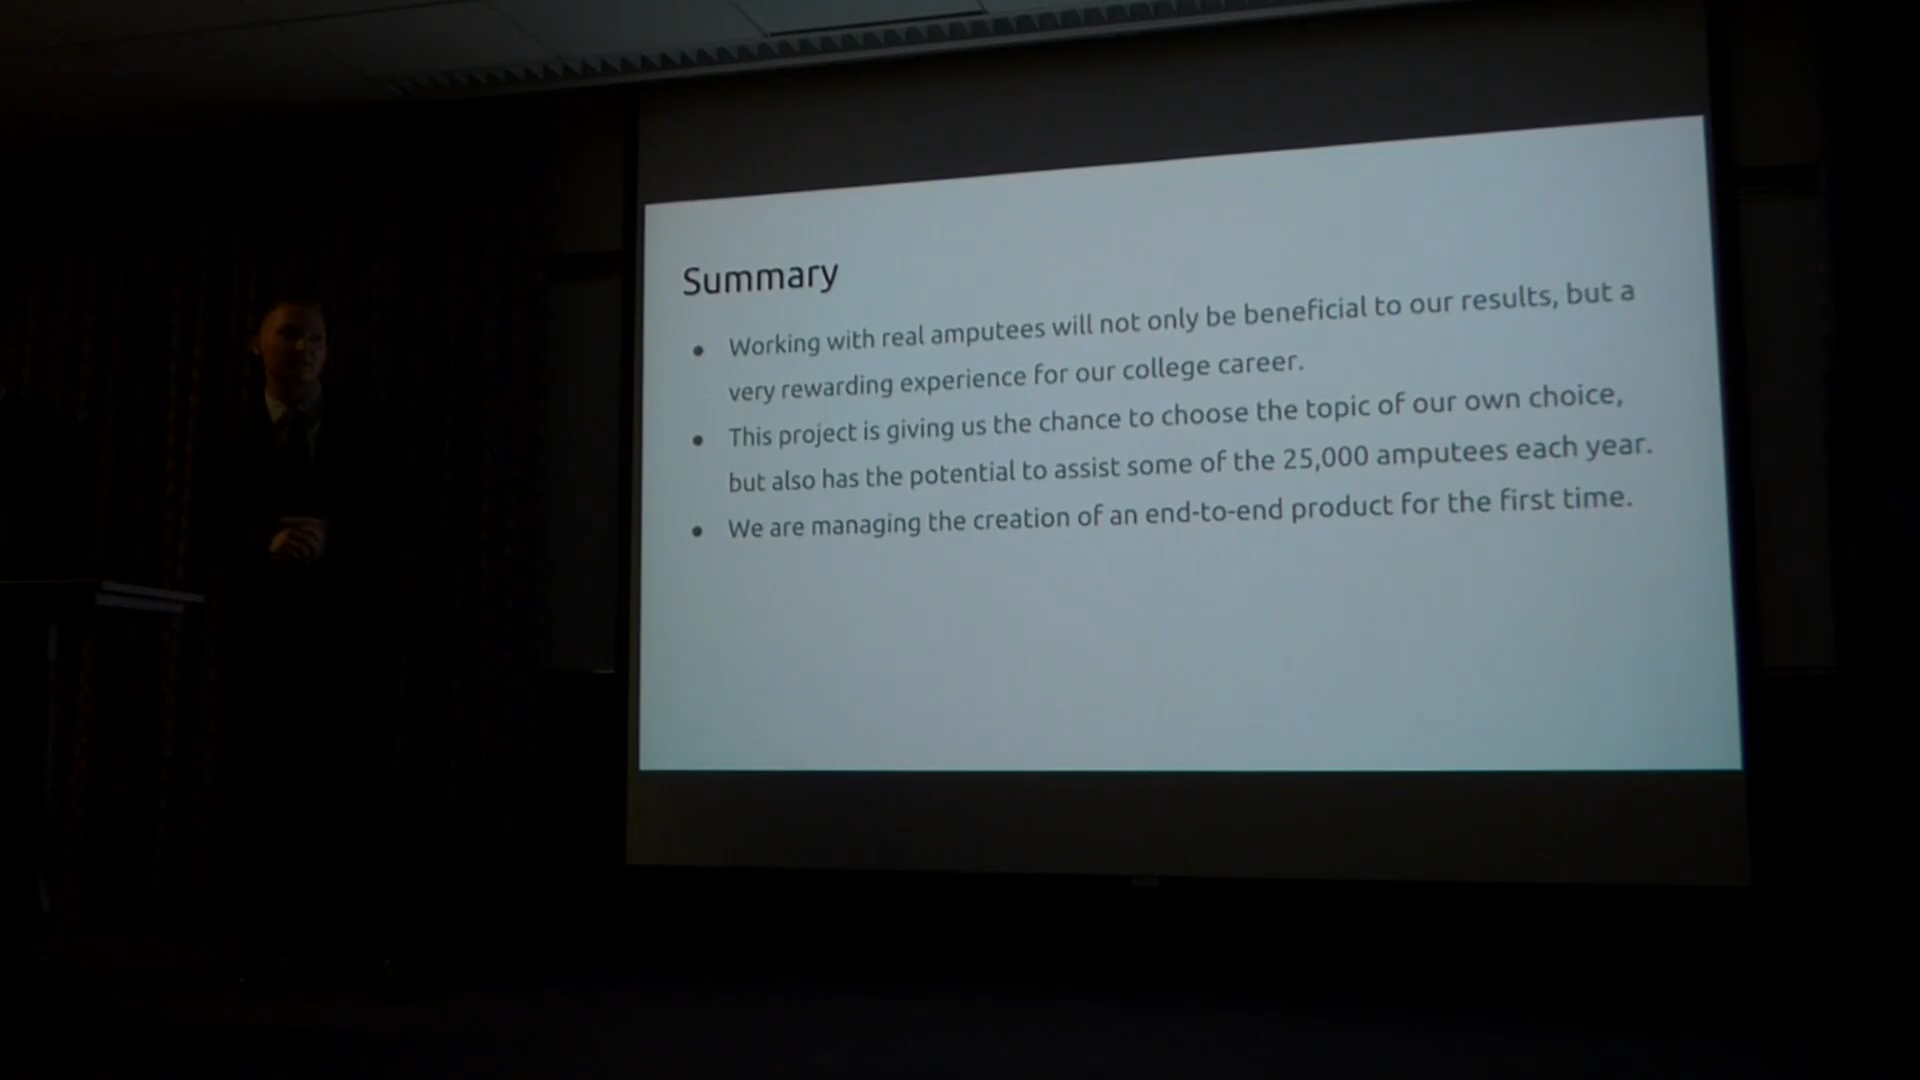 Summary
● Working with real amputees will not only be beneficial to our results, but a
very rewarding experience for our college career.
● This project is giving us the chance to choose the topic of our own choice,
but also has the potential to assist some of the 25,000 amputees each year.
● We are managing the creation of an end-to-end product for the first time.